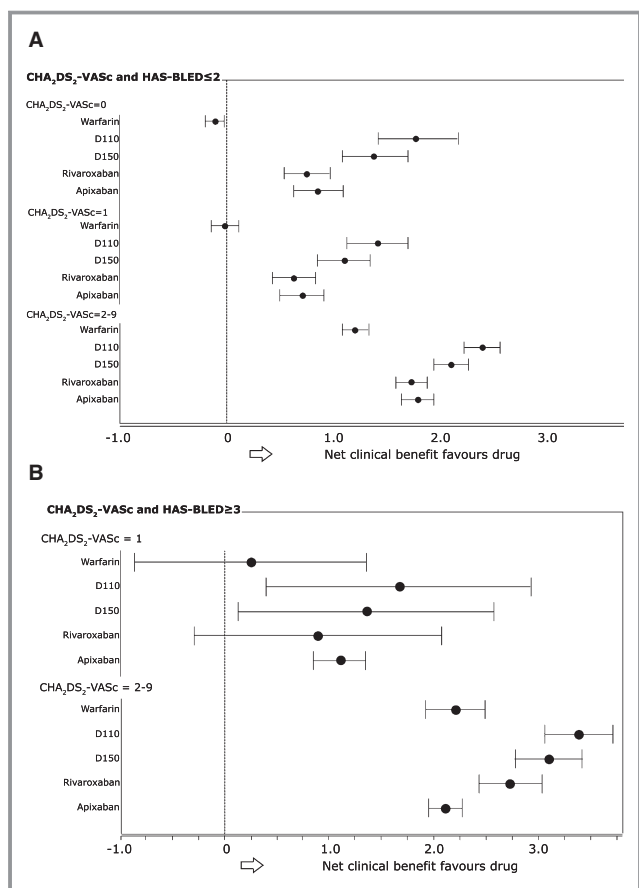 A
CHA₂DS₂-VASc and HAS-BLED≤2
CHA₂DS₂-VASc=0
Warfarin
D110
D150
Rivaroxaban
Apixaban
CHA₂DS₂-VASc=1
Warfarin
D110
D150
Rivaroxaban
Apixaban
CHA₂DS₂-VASc=2-9
Warfarin
D110
D150
Rivaroxaban
Apixaban
-1.0 0 1.0 2.0 3.0
Net clinical benefit favours drug
B
CHA₂DS₂-VASc and HAS-BLED≥3
CHA₂DS₂-VASc = 1
Warfarin
D110
D150
Rivaroxaban
Apixaban
CHA₂DS₂-VASc = 2-9
Warfarin
D110
D150
Rivaroxaban
Apixaban
-1.0 0 1.0 2.0 3.0
Net clinical benefit favours drug